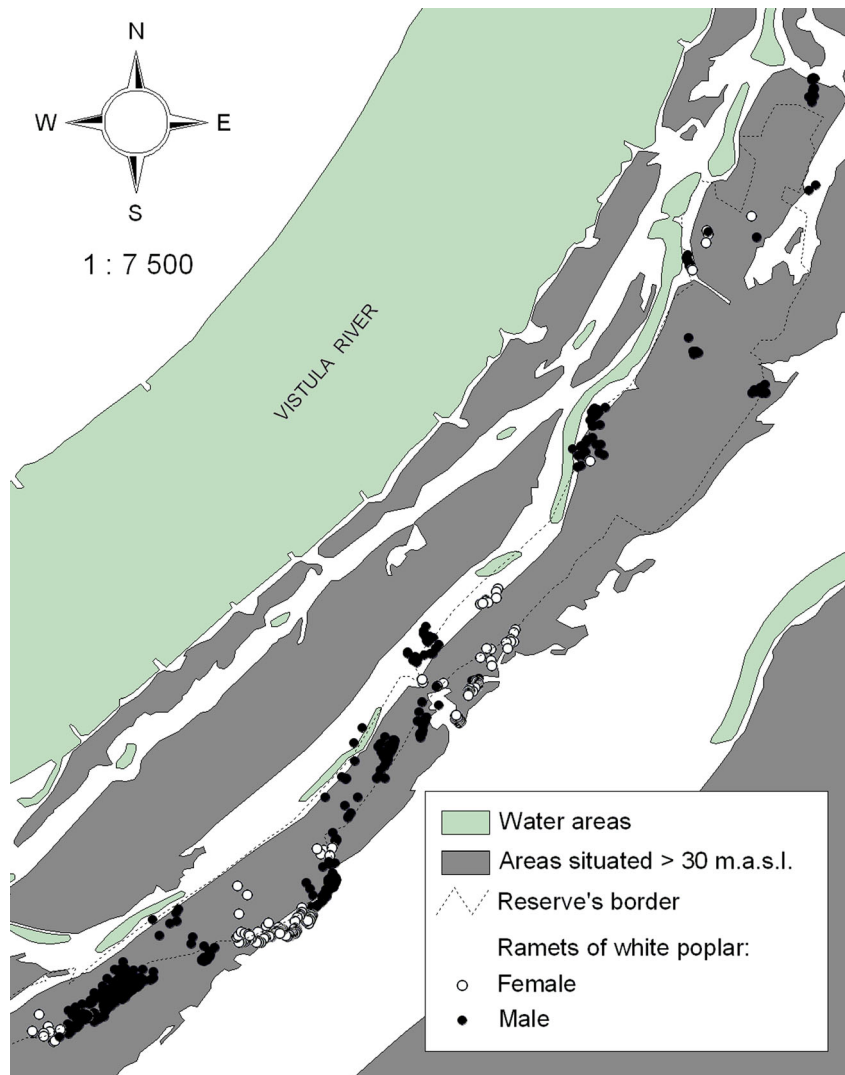 N
W E
S
1 : 7 500
VISTULA RIVER
Water areas
Areas situated > 30 m.a.s.l.
Reserve's border
Ramets of white poplar:
Female
Male